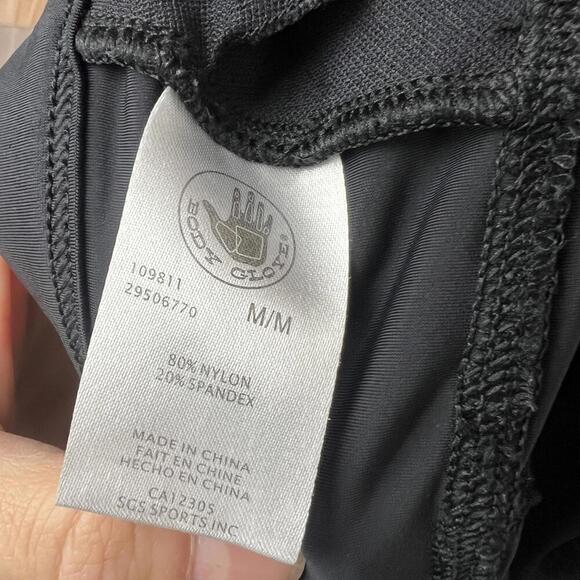 BODY GLOVE®
109811
29506770
M/M
80% NYLON
20% SPANDEX
MADE IN CHINA
FAIT EN CHINE
HECHO EN CHINA
CA12305
SGS SPORTS INC